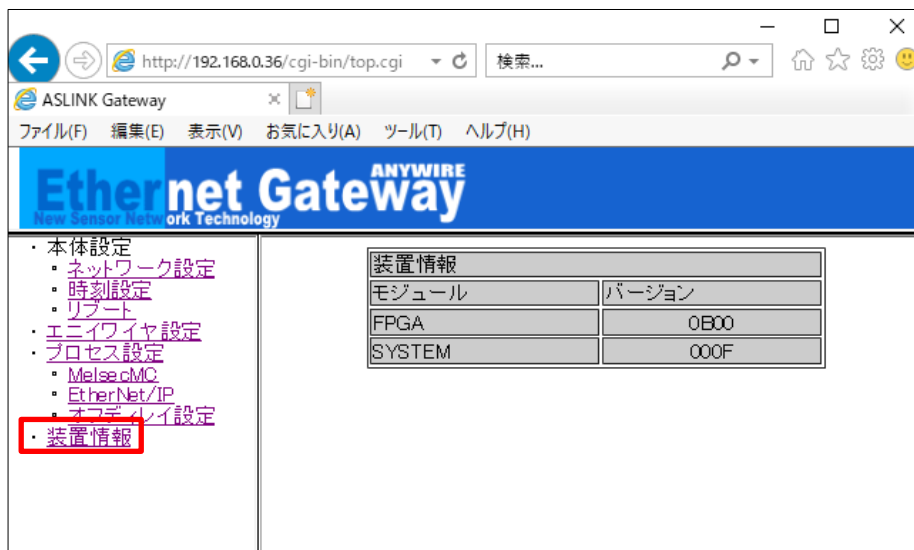 http://192.168.0.36/cgi-bin/top.cgi
検索...
ASLINK Gateway
ファイル(F) 編集(E) 表示(V) お気に入り(A) ツール(T) ヘルプ(H)
Ethernet Gateway
ANYWIRE
New Sensor Network Technology
・本体設定
ネットワーク設定
時刻設定
リブート
・エニイワイヤ設定
・プロセス設定
MelsecMC
EtherNet/IP
オフディレイ設定
・装置情報
装置情報
モジュール バージョン
FPGA 0B00
SYSTEM 000F